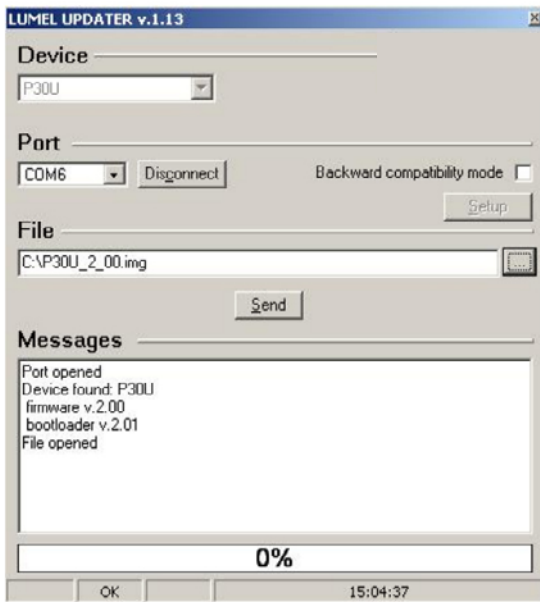 LUMEL UPDATER v.1.13
Device
P30U
Port
COM6 Disconnect Backward compatibility mode
Setup
File
C:\P30U_2_00.img ...
Send
Messages
Port opened
Device found: P30U
firmware v.2.00
bootloader v.2.01
File opened
0%
OK 15:04:37